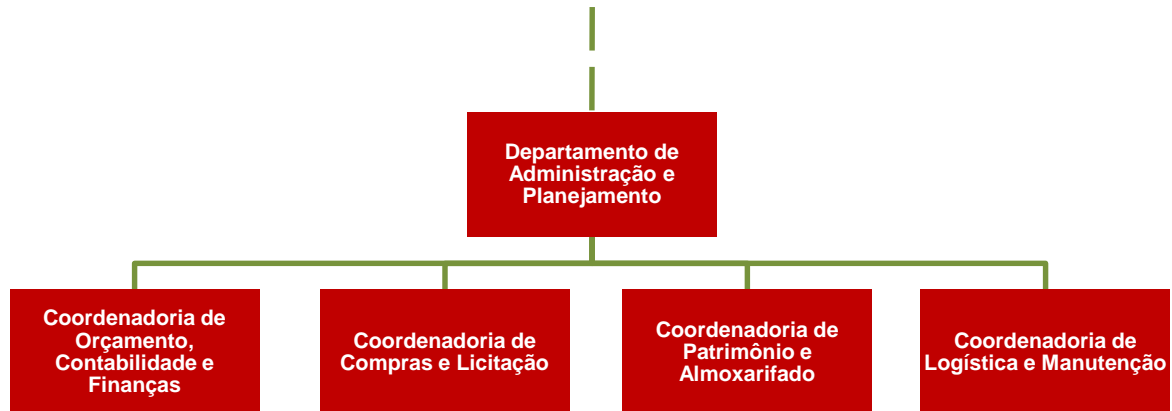 Departamento de
Administração e
Planejamento
Coordenadoria de
Orçamento,
Contabilidade e
Finanças
Coordenadoria de
Compras e Licitação
Coordenadoria de
Patrimônio e
Almoxarifado
Coordenadoria de
Logística e Manutenção